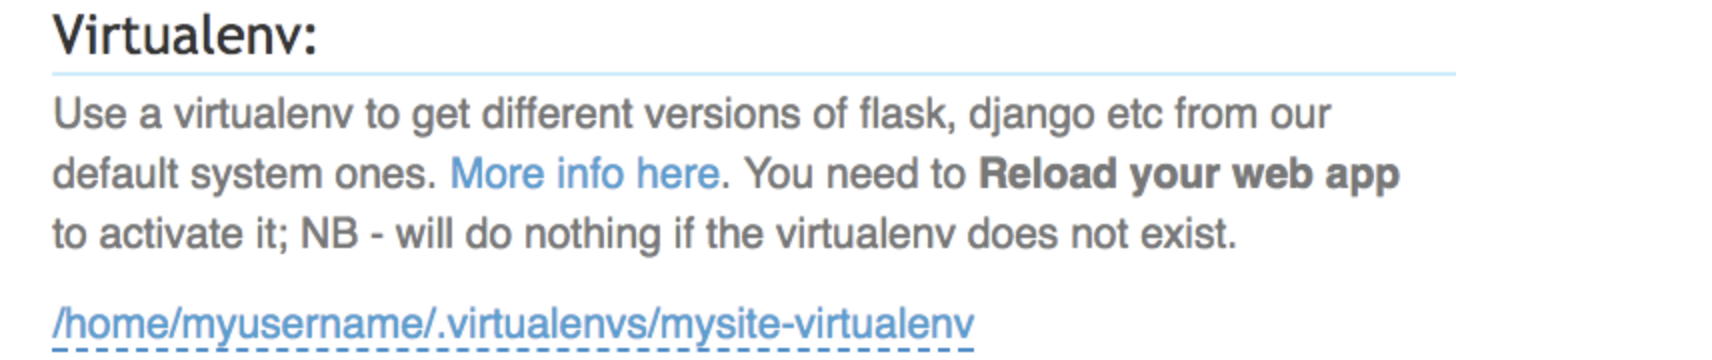 Virtualenv:
Use a virtualenv to get different versions of flask, django etc from our
default system ones. More info here. You need to Reload your web app
to activate it; NB - will do nothing if the virtualenv does not exist.
/home/myusername/.virtualenvs/mysite-virtualenv